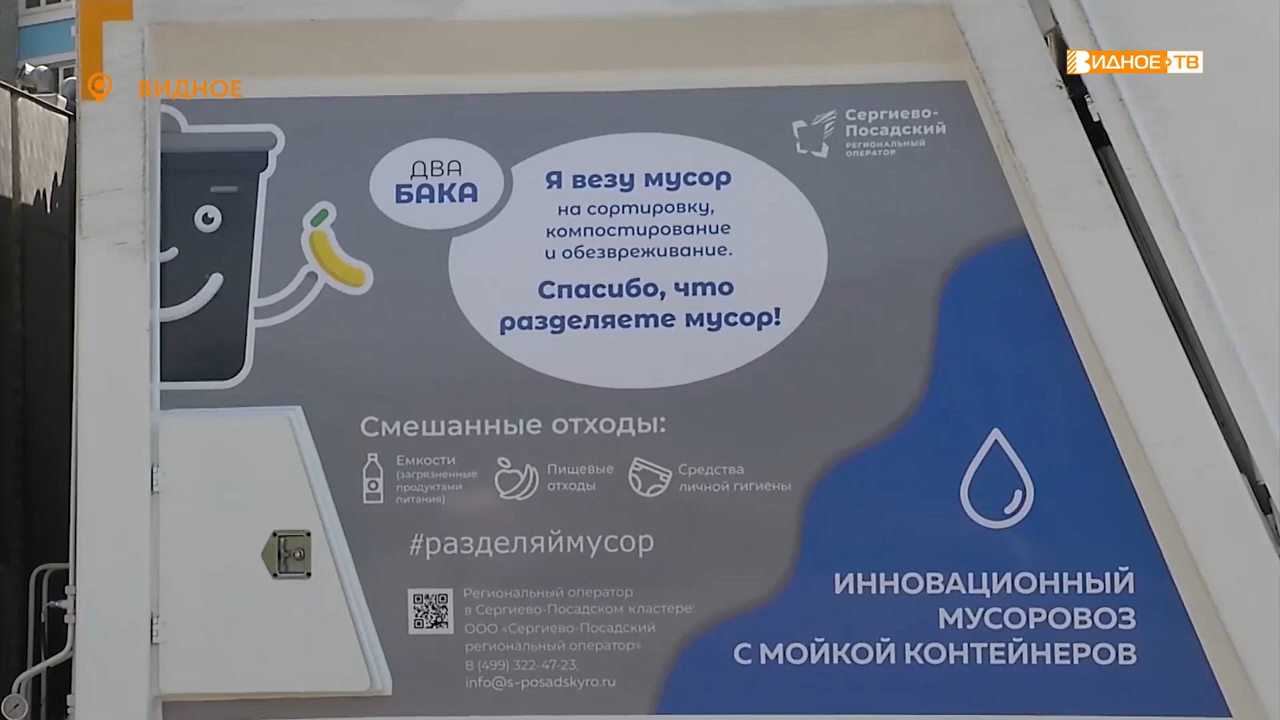 ВИДНОЕ
ВИДНОЕ ТВ
Сергиево-
Посадский
РЕГИОНАЛЬНЫЙ
ОПЕРАТОР
ДВА
БАКА
Я везу мусор
на сортировку,
компостирование
и обезвреживание.
Спасибо, что
разделяете мусор!
Смешанные отходы:
Емкости
(загрязненные
продуктами
питания)
Пищевые
отходы
Средства
личной гигиены
#разделяймусор
Региональный оператор
в Сергиево-Посадском кластере:
ООО «Сергиево-Посадский
региональный оператор»
8 (499) 322-47-23,
info@s-posadskyro.ru
ИННОВАЦИОННЫЙ
МУСОРОВОЗ
С МОЙКОЙ КОНТЕЙНЕРОВ